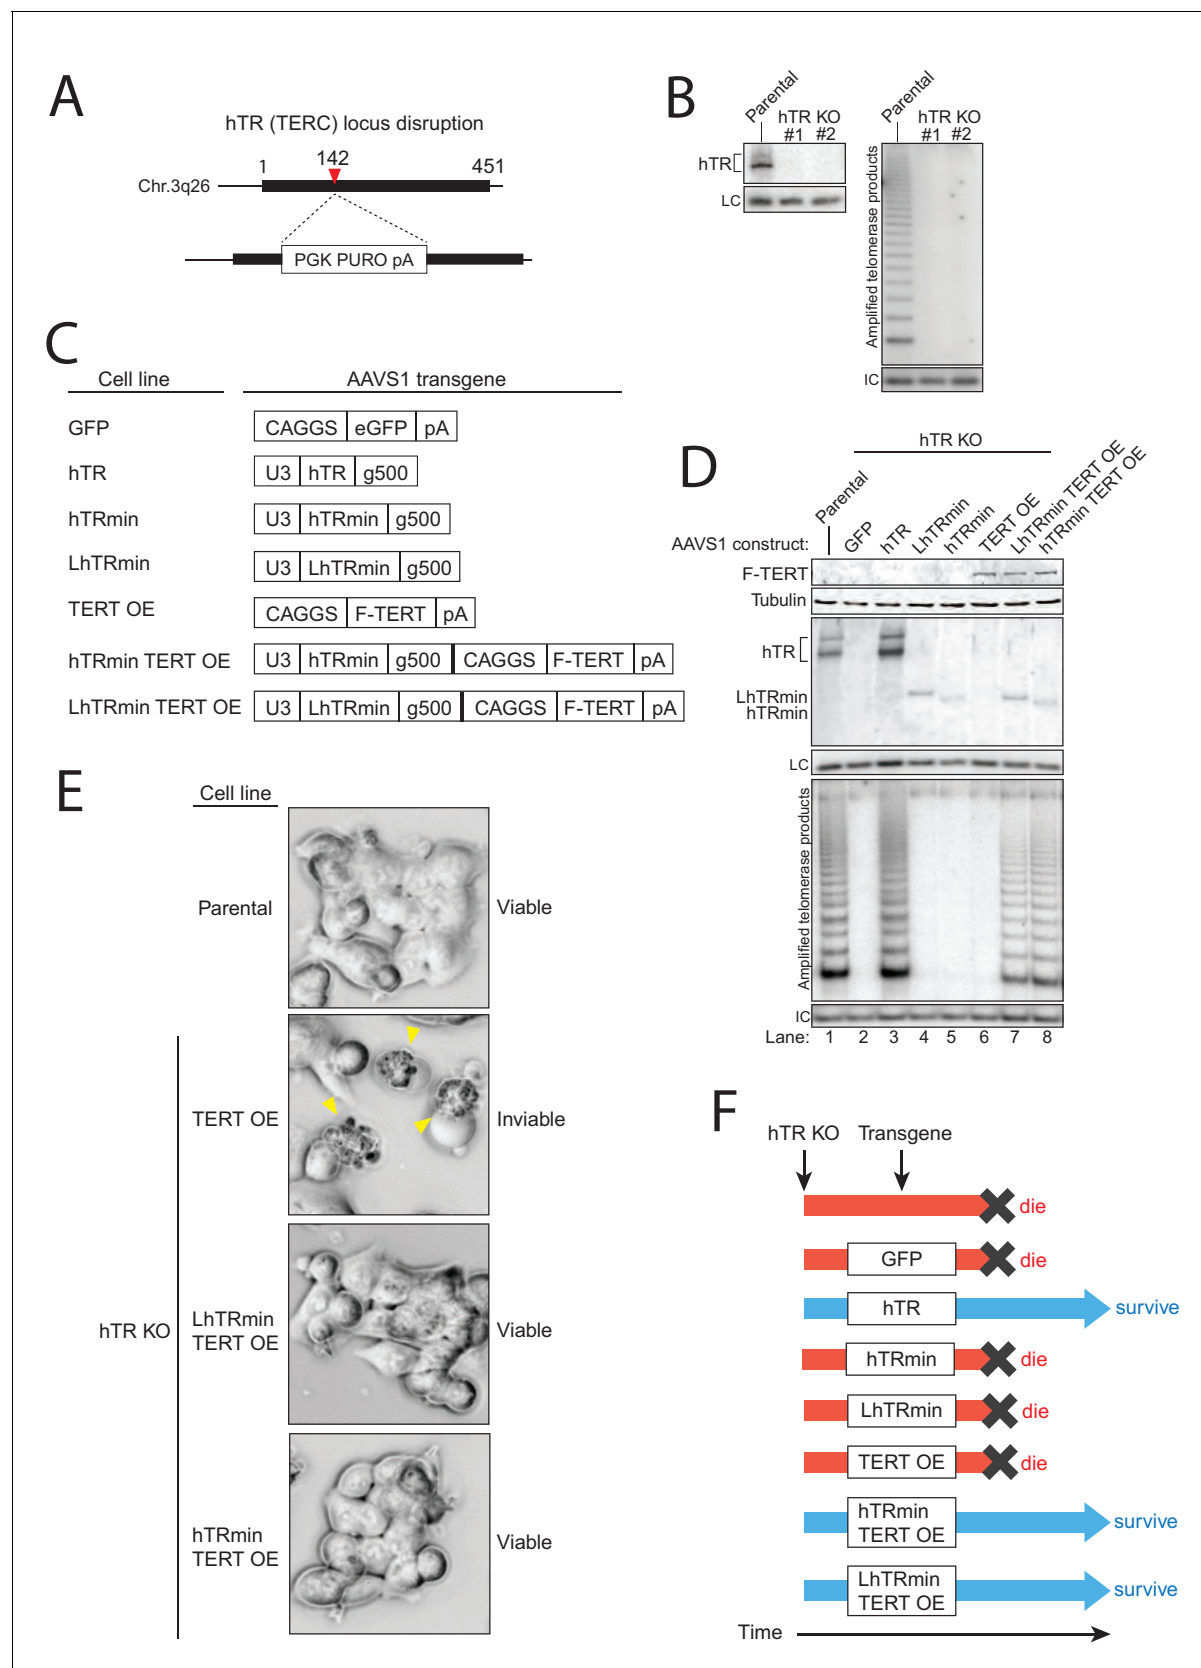 A
hTR (TERC) locus disruption
1 142 451
Chr.3q26
PGK PURO pA
B
Parental hTR KO
#1 #2
hTR
LC
Parental hTR KO
#1 #2
Amplified telomerase products
IC
C
Cell line AAVS1 transgene
GFP CAGGS eGFP pA
hTR U3 hTR g500
hTRmin U3 hTRmin g500
LhTRmin U3 LhTRmin g500
TERT OE CAGGS F-TERT pA
hTRmin TERT OE U3 hTRmin g500 CAGGS F-TERT pA
LhTRmin TERT OE U3 LhTRmin g500 CAGGS F-TERT pA
D
hTR KO
AAVS1 construct: Parental GFP hTR LhTRmin hTRmin TERT OE LhTRmin TERT OE hTRmin TERT OE
F-TERT
Tubulin
hTR
LhTRmin
hTRmin
LC
Amplified telomerase products
IC
Lane: 1 2 3 4 5 6 7 8
E
Cell line
Parental Viable
hTR KO
TERT OE Inviable
LhTRmin
TERT OE Viable
hTRmin
TERT OE Viable
F
hTR KO Transgene
die
GFP die
hTR survive
hTRmin die
LhTRmin die
TERT OE die
hTRmin
TERT OE survive
LhTRmin
TERT OE survive
Time